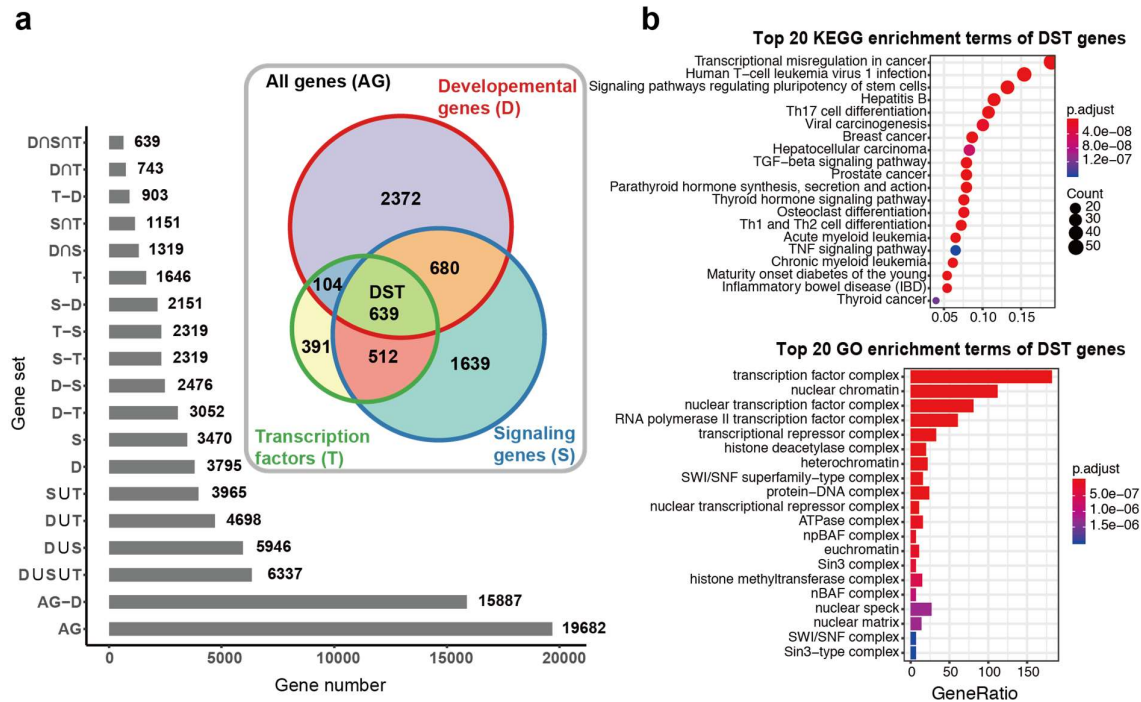 a
All genes (AG)
Developemental
genes (D)
2372
680
104
DST
639
391
512
1639
Transcription
factors (T)
Signaling
genes (S)
Gene set
D∩S∩T 639
D∩T 743
T−D 903
S∩T 1151
D∩S 1319
T 1646
S−D 2151
T−S 2319
S−T 2319
D−S 2476
D−T 3052
S 3470
D 3795
S∪T 3965
D∪T 4698
D∪S 5946
D∪S∪T 6337
AG−D 15887
AG 19682
0 5000 10000 15000 20000
Gene number
b
Top 20 KEGG enrichment terms of DST genes
Transcriptional misregulation in cancer
Human T−cell leukemia virus 1 infection
Signaling pathways regulating pluripotency of stem cells
Hepatitis B
Th17 cell differentiation
Viral carcinogenesis
Breast cancer
Hepatocellular carcinoma
TGF−beta signaling pathway
Prostate cancer
Parathyroid hormone synthesis, secretion and action
Thyroid hormone signaling pathway
Osteoclast differentiation
Th1 and Th2 cell differentiation
Acute myeloid leukemia
TNF signaling pathway
Chronic myeloid leukemia
Maturity onset diabetes of the young
Inflammatory bowel disease (IBD)
Thyroid cancer
0.05 0.10 0.15
p.adjust
4.0e−08
8.0e−08
1.2e−07
Count
20
30
40
50
Top 20 GO enrichment terms of DST genes
transcription factor complex
nuclear chromatin
nuclear transcription factor complex
RNA polymerase II transcription factor complex
transcriptional repressor complex
histone deacetylase complex
heterochromatin
SWI/SNF superfamily−type complex
protein−DNA complex
nuclear transcriptional repressor complex
ATPase complex
npBAF complex
euchromatin
Sin3 complex
histone methyltransferase complex
nBAF complex
nuclear speck
nuclear matrix
SWI/SNF complex
Sin3−type complex
0 50 100 150
GeneRatio
p.adjust
5.0e−07
1.0e−06
1.5e−06